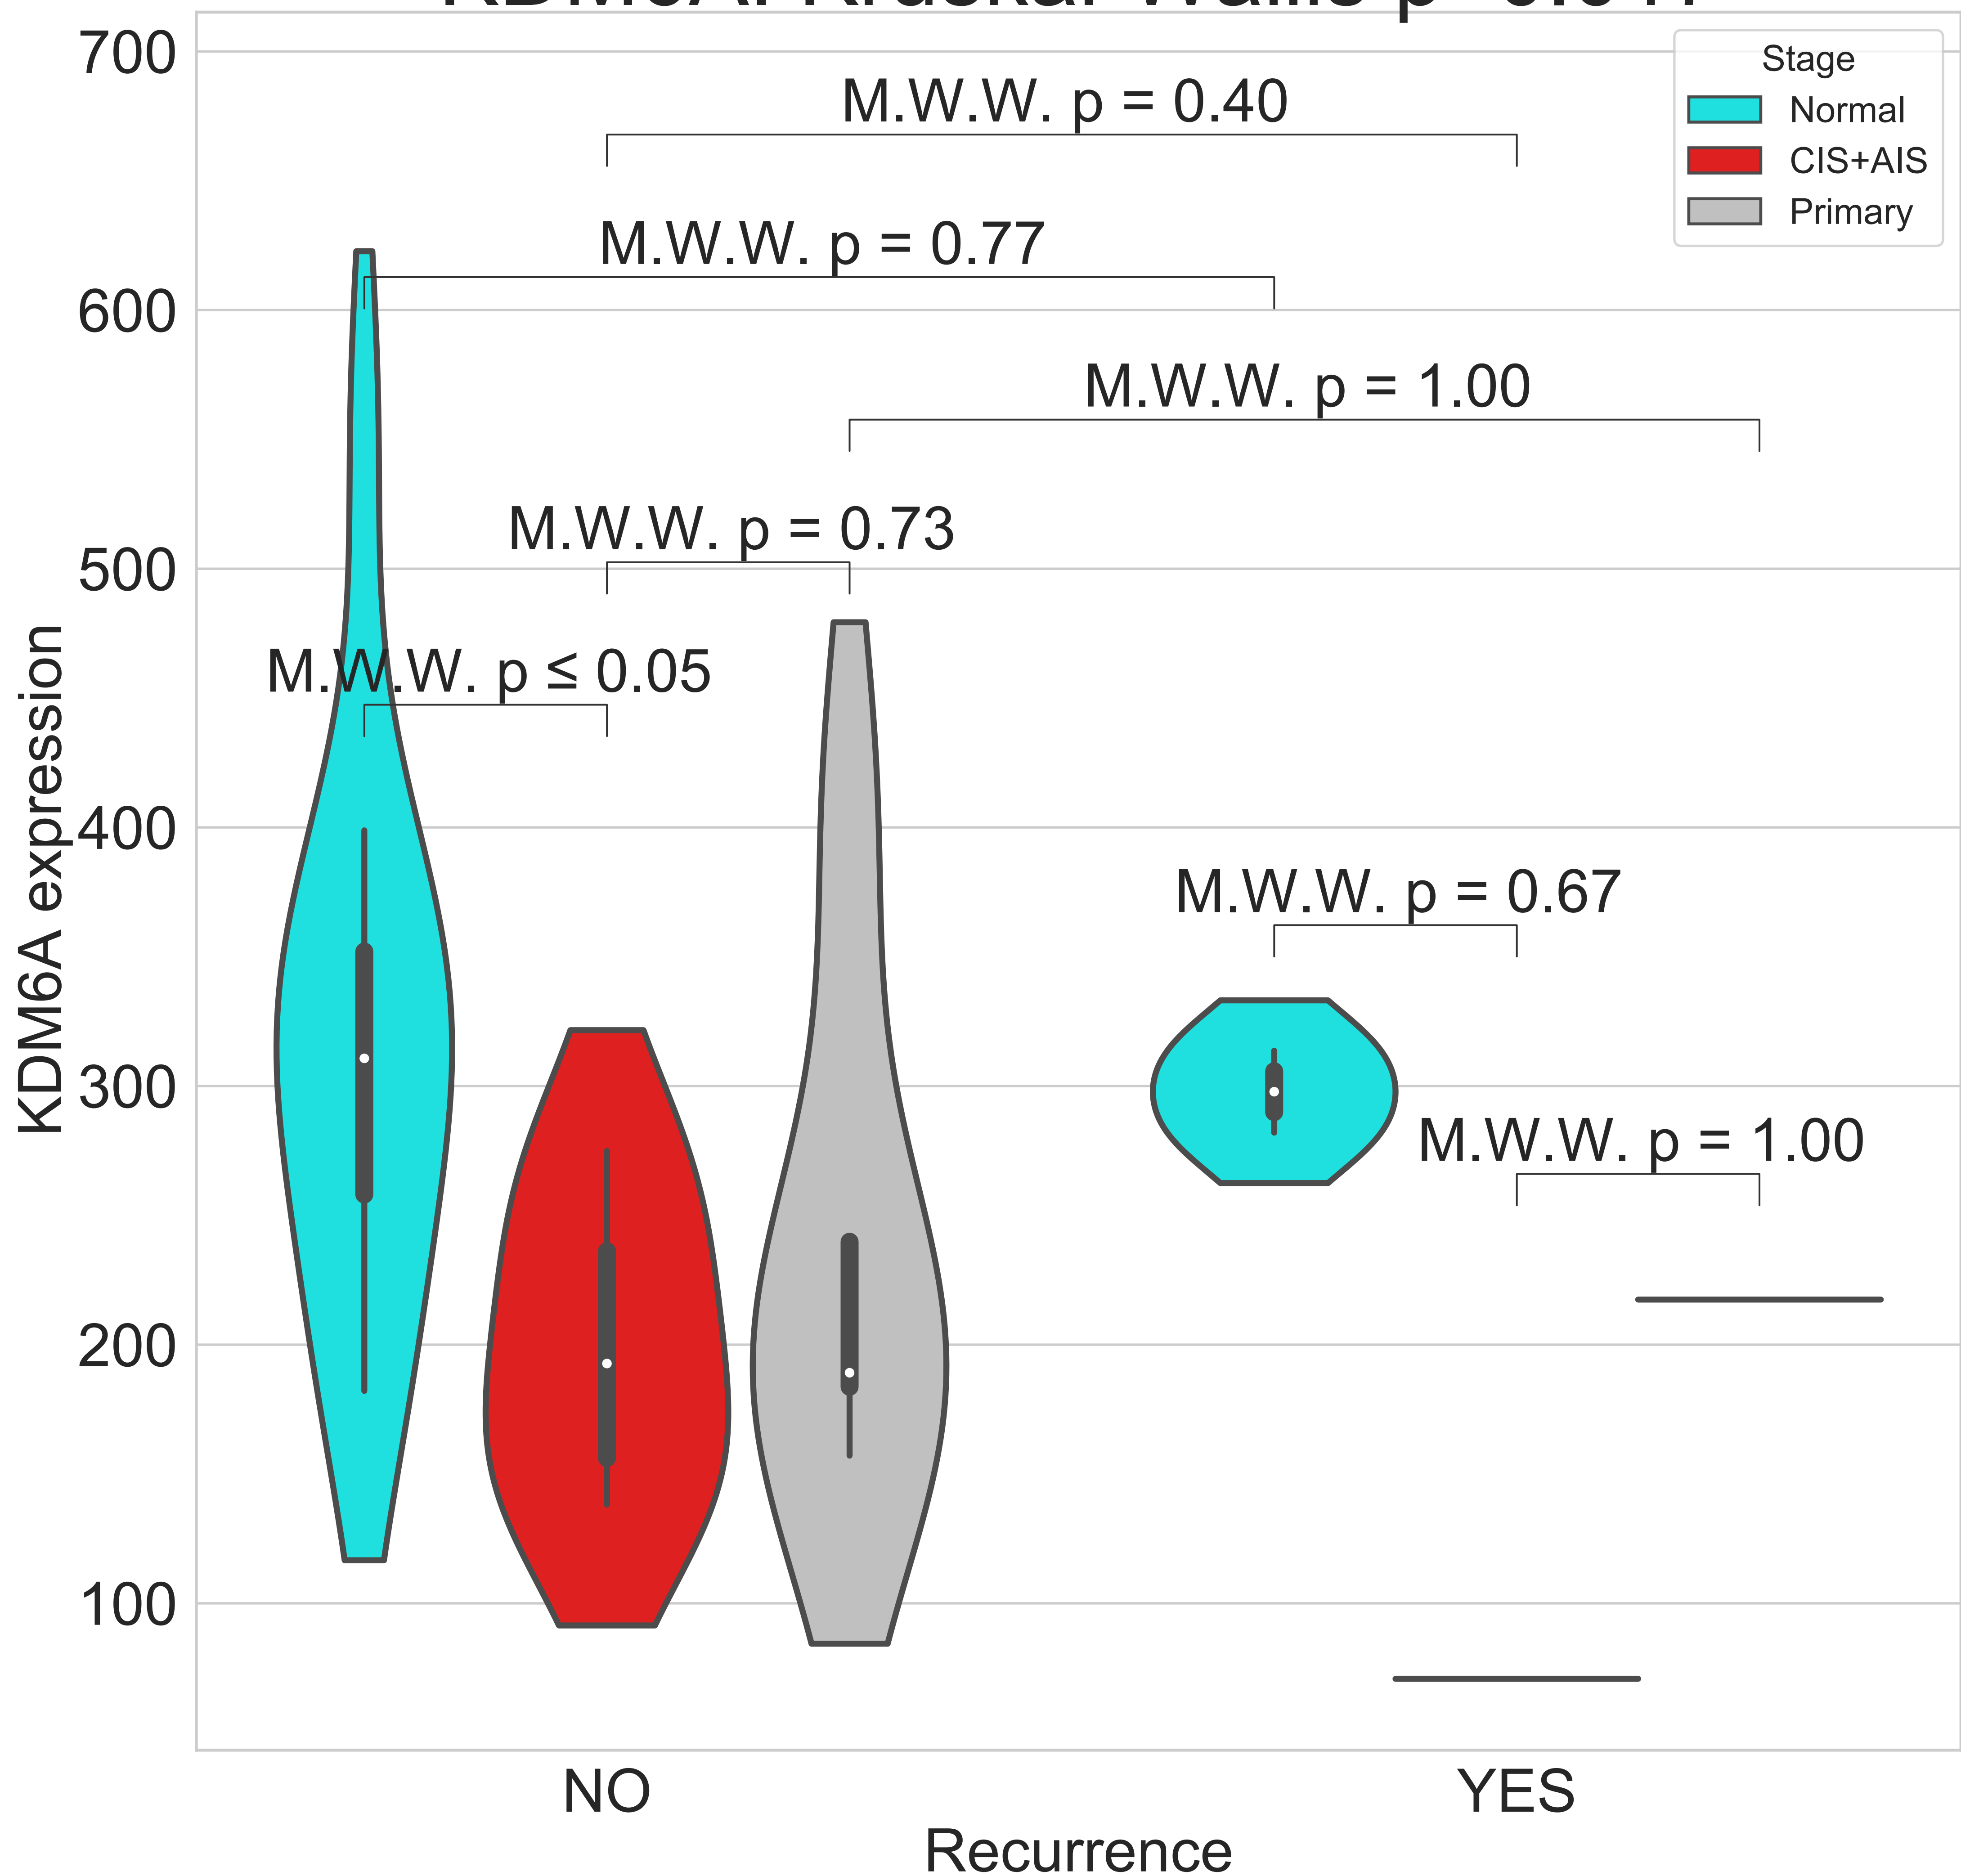 700
Stage
Normal
CIS+AIS
Primary
M.W.W. p = 0.40
M.W.W. p = 0.77
600
M.W.W. p = 1.00
M.W.W. p = 0.73
500
M.W.W. p ≤ 0.05
KDM6A expression
400
M.W.W. p = 0.67
300
M.W.W. p = 1.00
200
100
NO
YES
Recurrence